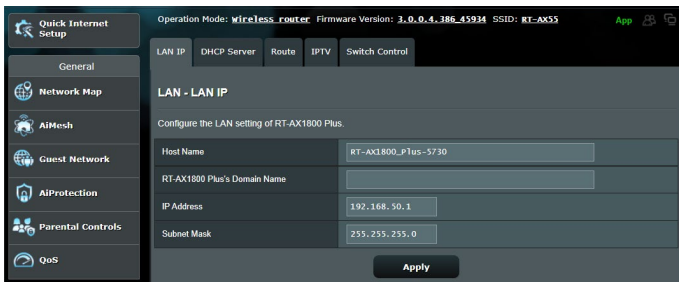 Quick Internet
Setup
General
Network Map
AiMesh
Guest Network
AiProtection
Parental Controls
QoS
Operation Mode: Wireless router Firmware Version: 3.0.0.4.386_45934 SSID: RT-AX55
App
LAN IP DHCP Server Route IPTV Switch Control
LAN - LAN IP
Configure the LAN setting of RT-AX1800 Plus.
Host Name RT-AX1800_Plus-5730
RT-AX1800 Plus's Domain Name
IP Address 192.168.50.1
Subnet Mask 255.255.255.0
Apply